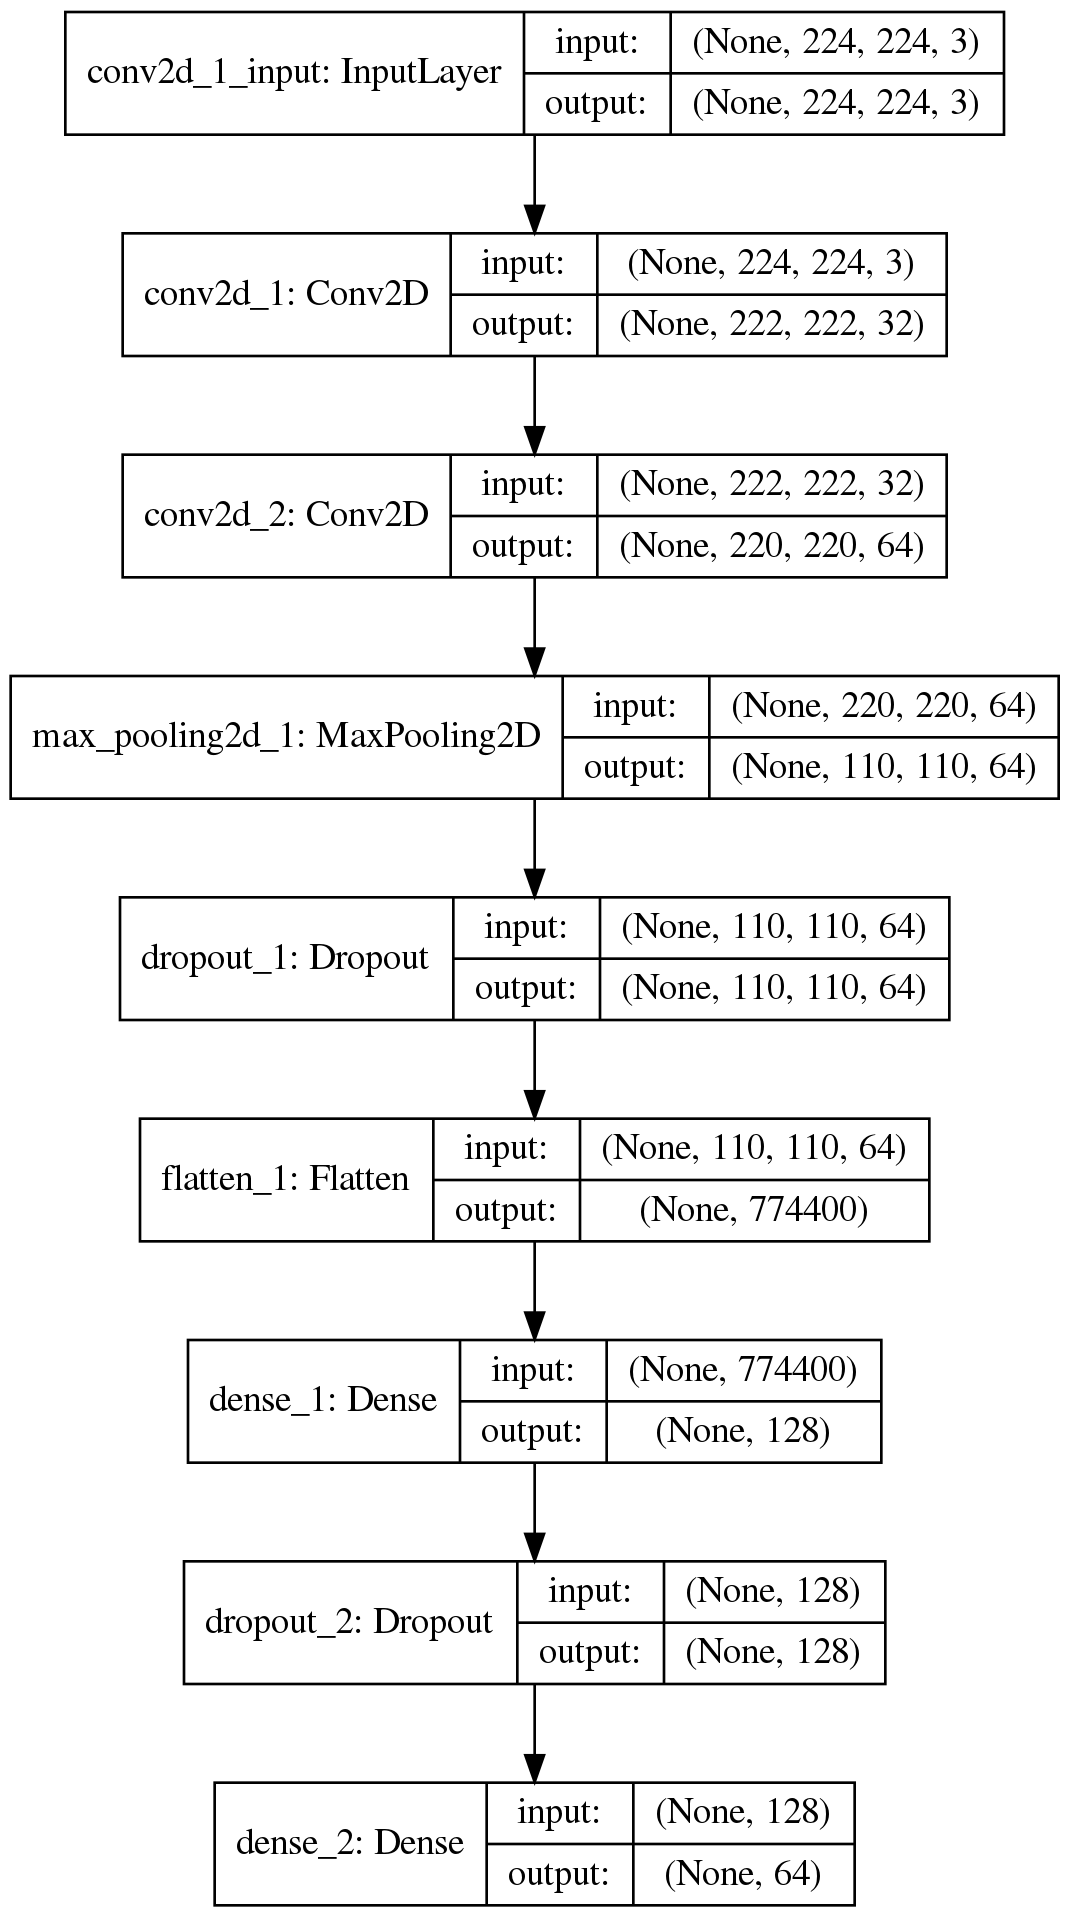 conv2d_1_input: InputLayer
input:
(None, 224, 224, 3)
output:
(None, 224, 224, 3)
conv2d_1: Conv2D
input:
(None, 224, 224, 3)
output:
(None, 222, 222, 32)
conv2d_2: Conv2D
input:
(None, 222, 222, 32)
output:
(None, 220, 220, 64)
max_pooling2d_1: MaxPooling2D
input:
(None, 220, 220, 64)
output:
(None, 110, 110, 64)
dropout_1: Dropout
input:
(None, 110, 110, 64)
output:
(None, 110, 110, 64)
flatten_1: Flatten
input:
(None, 110, 110, 64)
output:
(None, 774400)
dense_1: Dense
input:
(None, 774400)
output:
(None, 128)
dropout_2: Dropout
input:
(None, 128)
output:
(None, 128)
dense_2: Dense
input:
(None, 128)
output:
(None, 64)